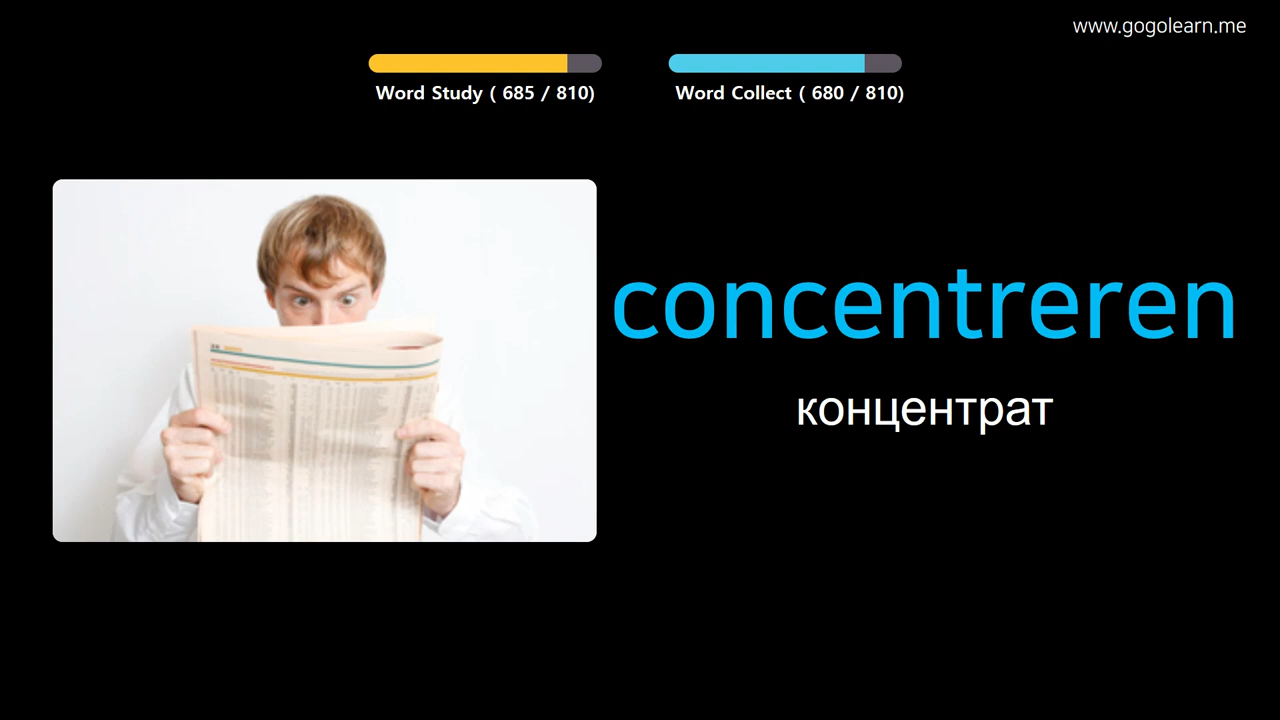 www.gogolearn.me
Word Study ( 685 / 810)
Word Collect ( 680 / 810)
concentreren
концентрат